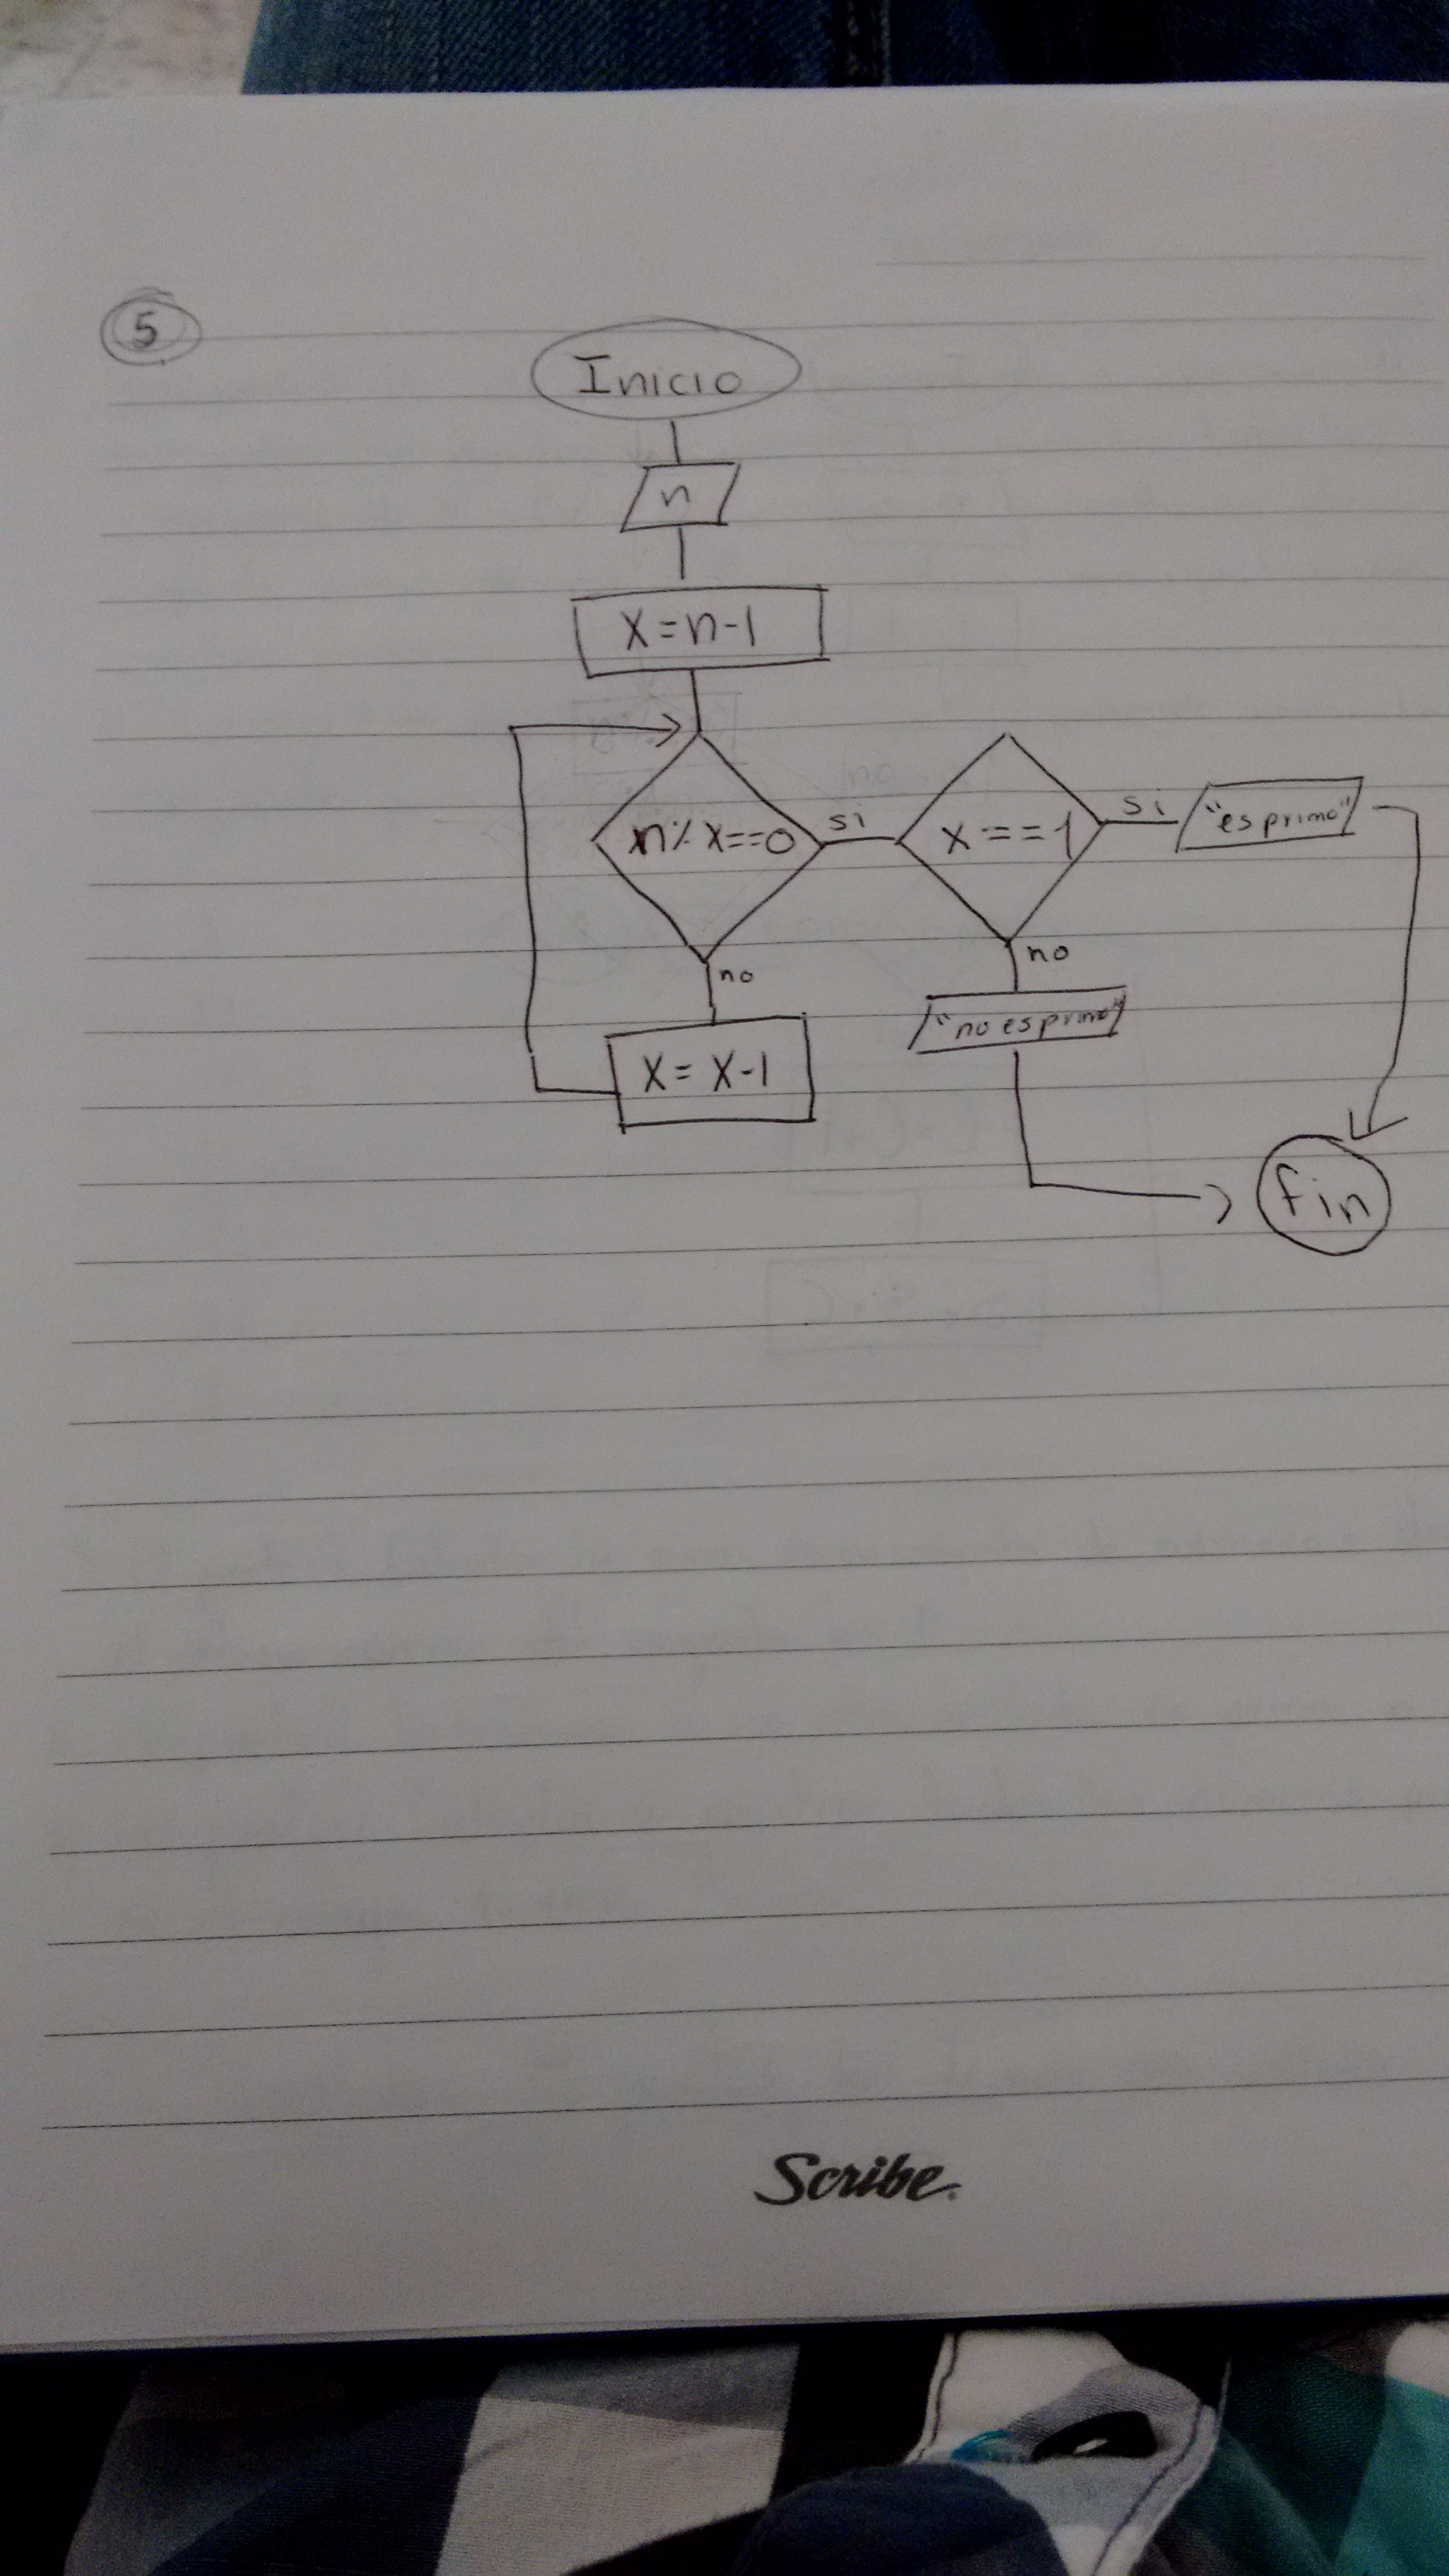 5
Inicio
n
X=n-1
n%x==0
si
x==1
si
"es primo"
no
no
"no es primo"
X=X-1
fin
Scribe